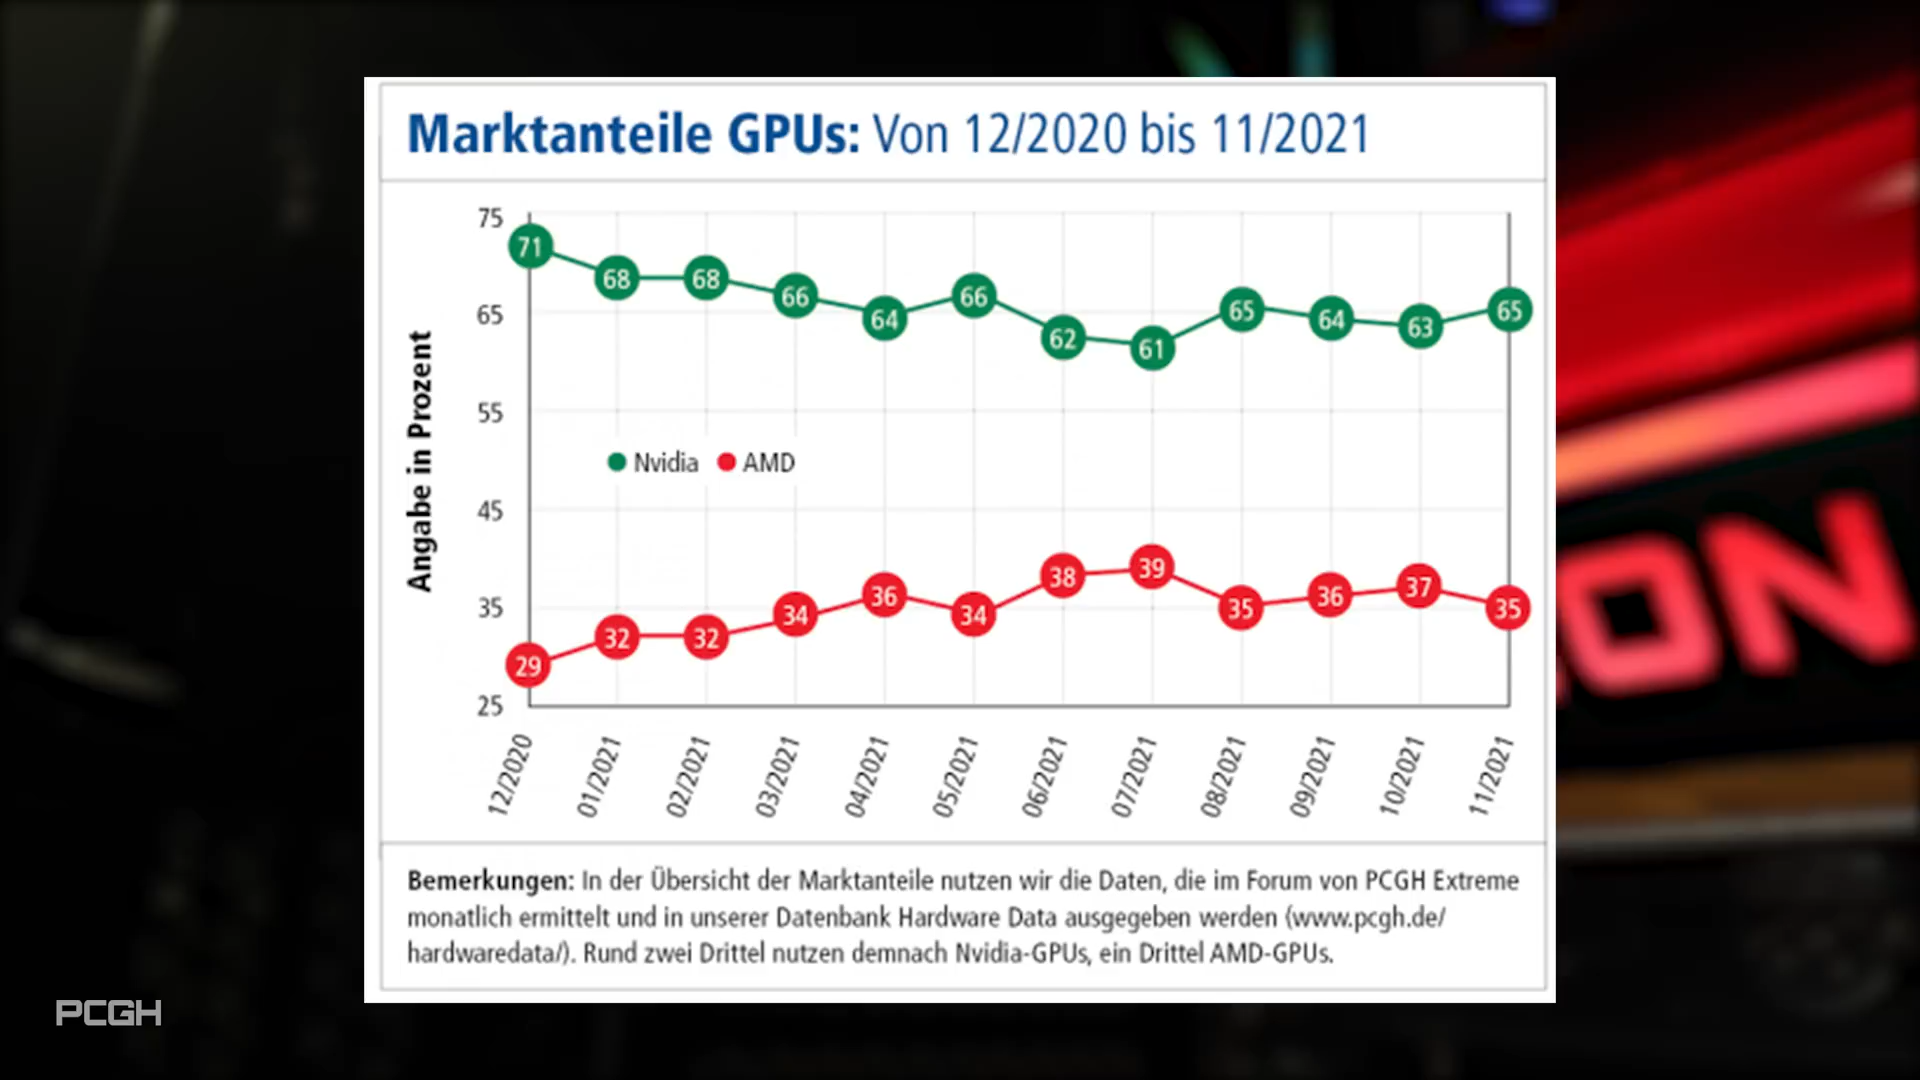 Marktanteile GPUs: Von 12/2020 bis 11/2021
Angabe in Prozent
75
65
55
45
35
25
71 68 68 66 64 66 62 61 65 64 63 65
Nvidia AMD
29 32 32 34 36 34 38 39 35 36 37 35
12/2020 01/2021 02/2021 03/2021 04/2021 05/2021 06/2021 07/2021 08/2021 09/2021 10/2021 11/2021
Bemerkungen: In der Übersicht der Marktanteile nutzen wir die Daten, die im Forum von PCGH Extreme
monatlich ermittelt und in unserer Datenbank Hardware Data ausgegeben werden (www.pcgh.de/
hardwaredata/). Rund zwei Drittel nutzen demnach Nvidia-GPUs, ein Drittel AMD-GPUs.
PCGH
ON